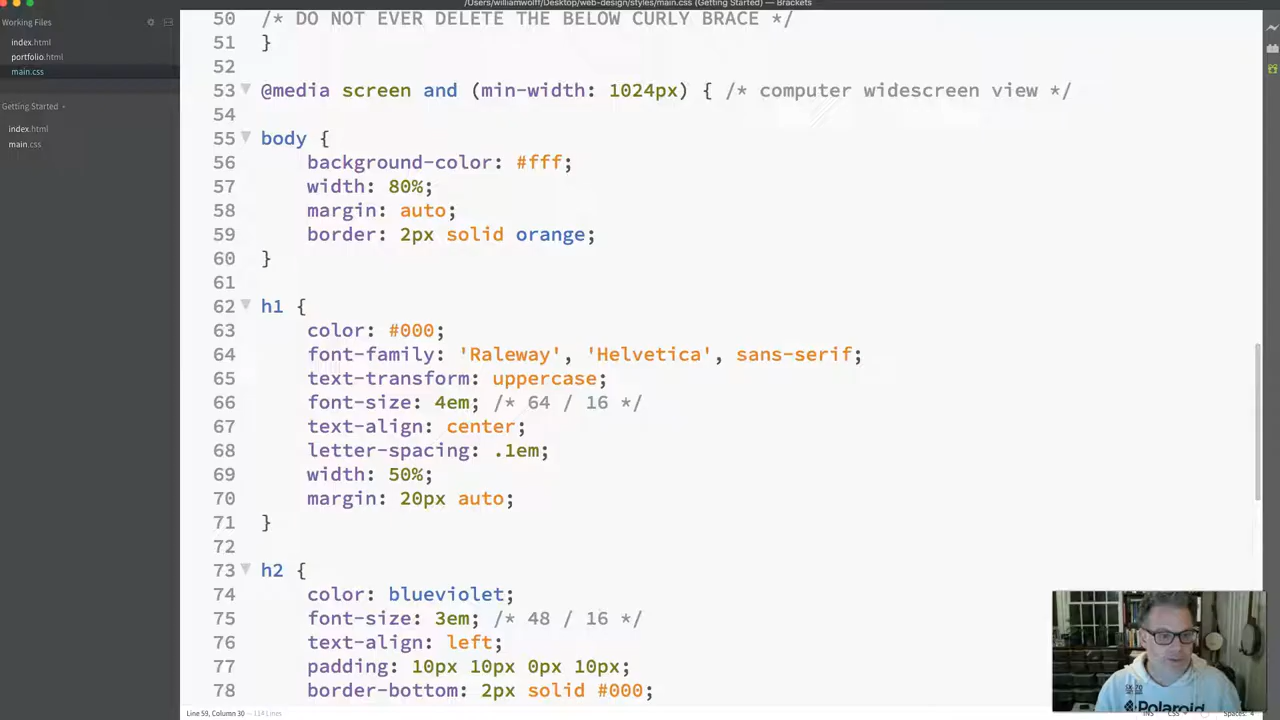 /Users/williamwolff/Desktop/web-design/styles/main.css (Getting Started) — Brackets
Working Files
index.html
portfolio.html
main.css
Getting Started
index.html
main.css
50 /* DO NOT EVER DELETE THE BELOW CURLY BRACE */
51 }
52
53 @media screen and (min-width: 1024px) { /* computer widescreen view */
54
55 body {
56 background-color: #fff;
57 width: 80%;
58 margin: auto;
59 border: 2px solid orange;
60 }
61
62 h1 {
63 color: #000;
64 font-family: 'Raleway', 'Helvetica', sans-serif;
65 text-transform: uppercase;
66 font-size: 4em; /* 64 / 16 */
67 text-align: center;
68 letter-spacing: .1em;
69 width: 50%;
70 margin: 20px auto;
71 }
72
73 h2 {
74 color: blueviolet;
75 font-size: 3em; /* 48 / 16 */
76 text-align: left;
77 padding: 10px 10px 0px 10px;
78 border-bottom: 2px solid #000;
Polaroid
Line 59, Column 30
INS CSS Spaces: 4